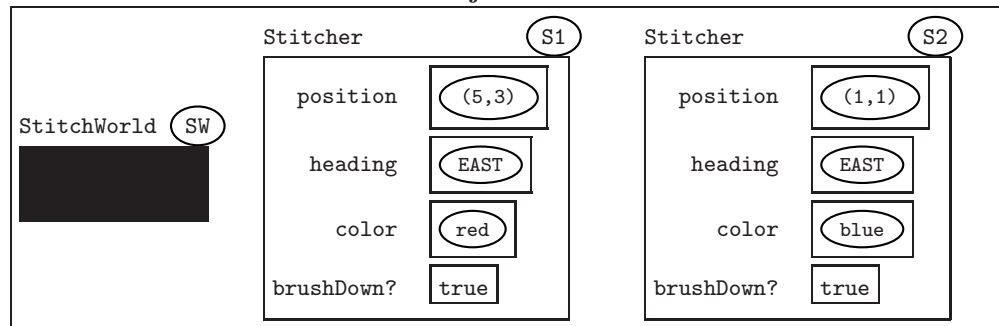 Stitcher S1 Stitcher S2
position (5,3) position (1,1)
StitchWorld SW
heading EAST heading EAST
color red color blue
brushDown? true brushDown? true